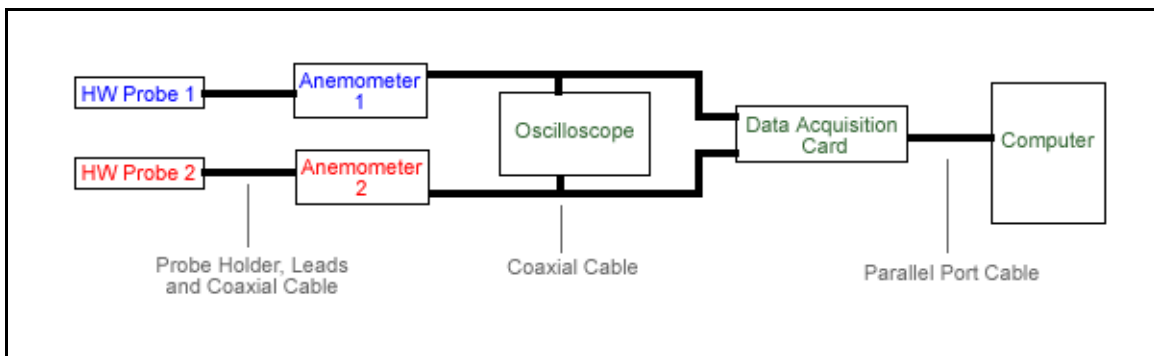 HW Probe 1
Anemometer
1
Oscilloscope
Data Acquisition
Card
Computer
HW Probe 2
Anemometer
2
Probe Holder, Leads
and Coaxial Cable
Coaxial Cable
Parallel Port Cable